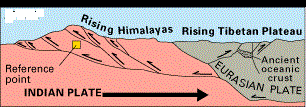 Rising Himalayas
Rising Tibetan Plateau
Reference
point
Ancient
oceanic
crust
EURASIAN PLATE
INDIAN PLATE